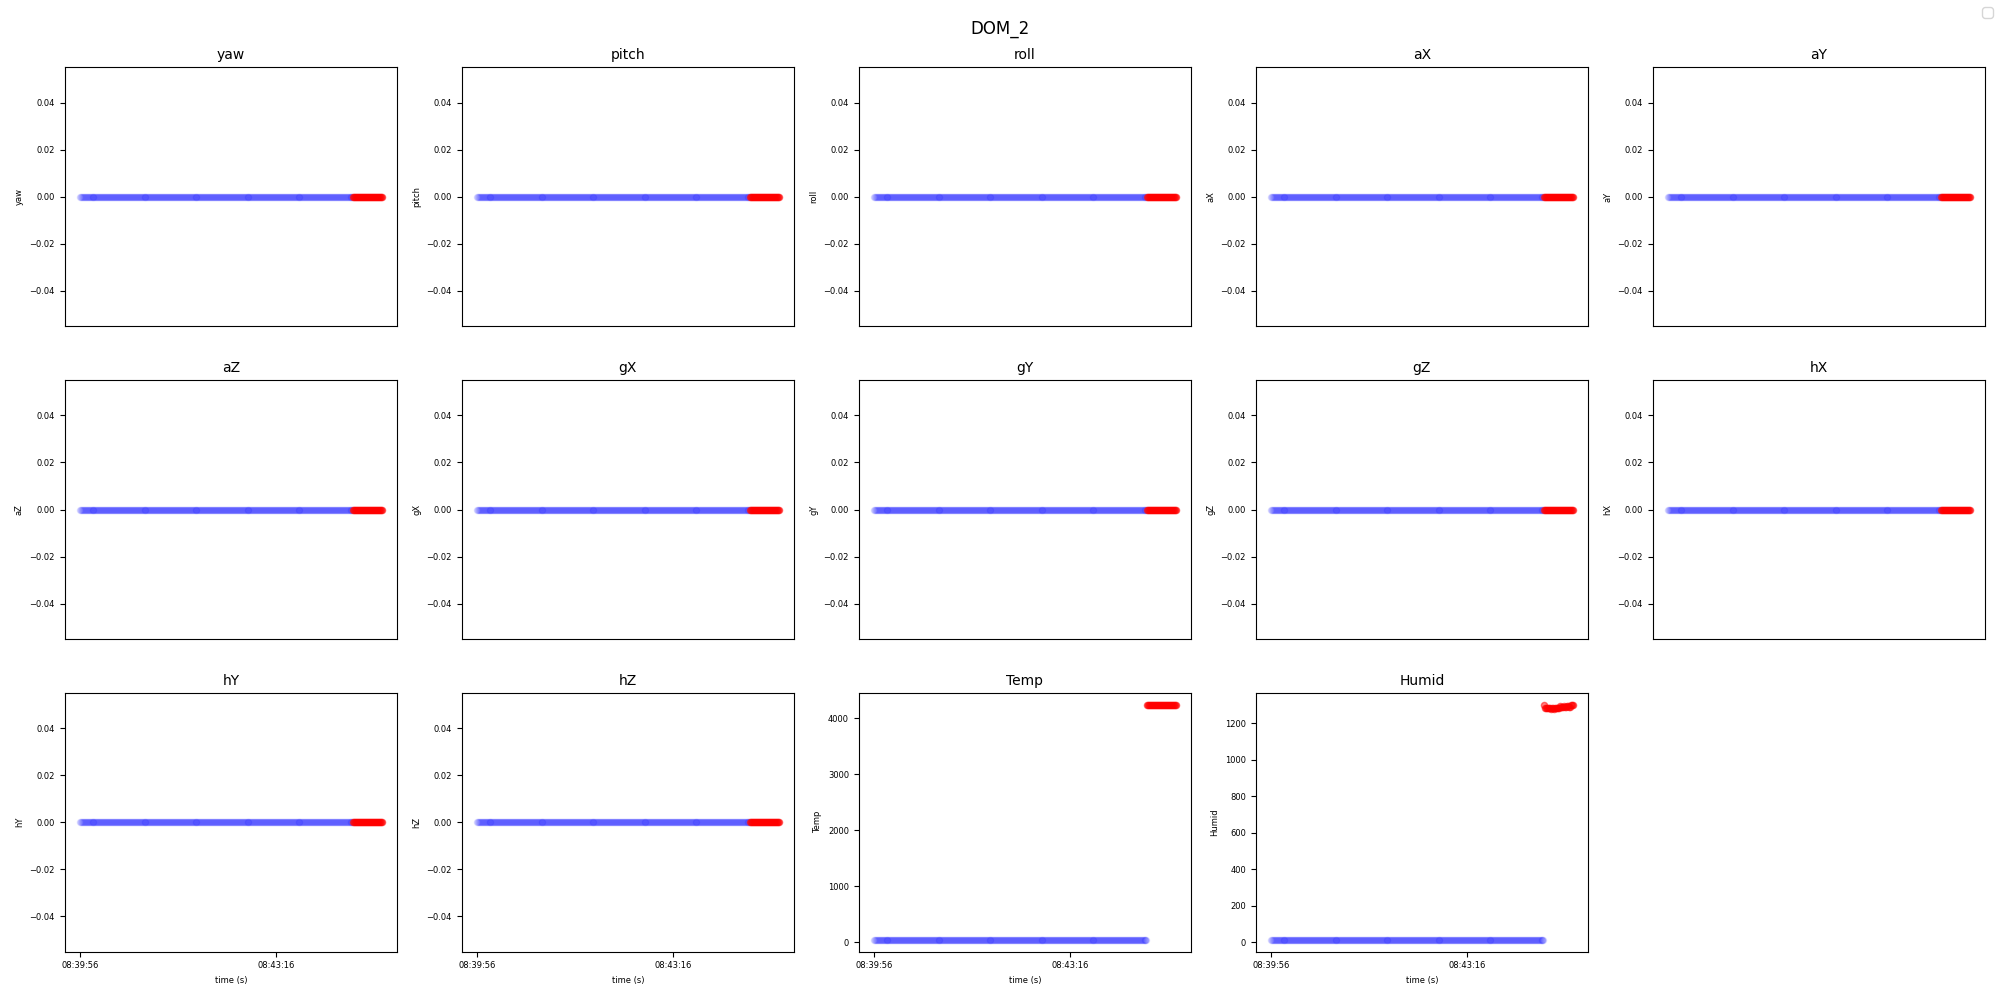 DOM_2
yaw
pitch
roll
aX
aY
0.04
0.02
0.00
−0.02
−0.04
yaw
0.04
0.02
0.00
−0.02
−0.04
pitch
0.04
0.02
0.00
−0.02
−0.04
roll
0.04
0.02
0.00
−0.02
−0.04
aX
0.04
0.02
0.00
−0.02
−0.04
aY
aZ
gX
gY
gZ
hX
0.04
0.02
0.00
−0.02
−0.04
aZ
0.04
0.02
0.00
−0.02
−0.04
gX
0.04
0.02
0.00
−0.02
−0.04
gY
0.04
0.02
0.00
−0.02
−0.04
gZ
0.04
0.02
0.00
−0.02
−0.04
hX
hY
hZ
Temp
Humid
0.04
0.02
0.00
−0.02
−0.04
hY
08:39:56
08:43:16
time (s)
0.04
0.02
0.00
−0.02
−0.04
hZ
08:39:56
08:43:16
time (s)
4000
3000
2000
1000
0
Temp
08:39:56
08:43:16
time (s)
1200
1000
800
600
400
200
0
Humid
08:39:56
08:43:16
time (s)